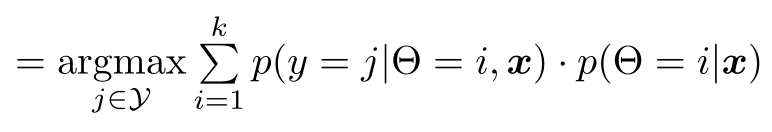 = argmax_{j∈𝒴} ∑_{i=1}^{k} p(y = j|Θ = i, 𝒙) · p(Θ = i|𝒙)